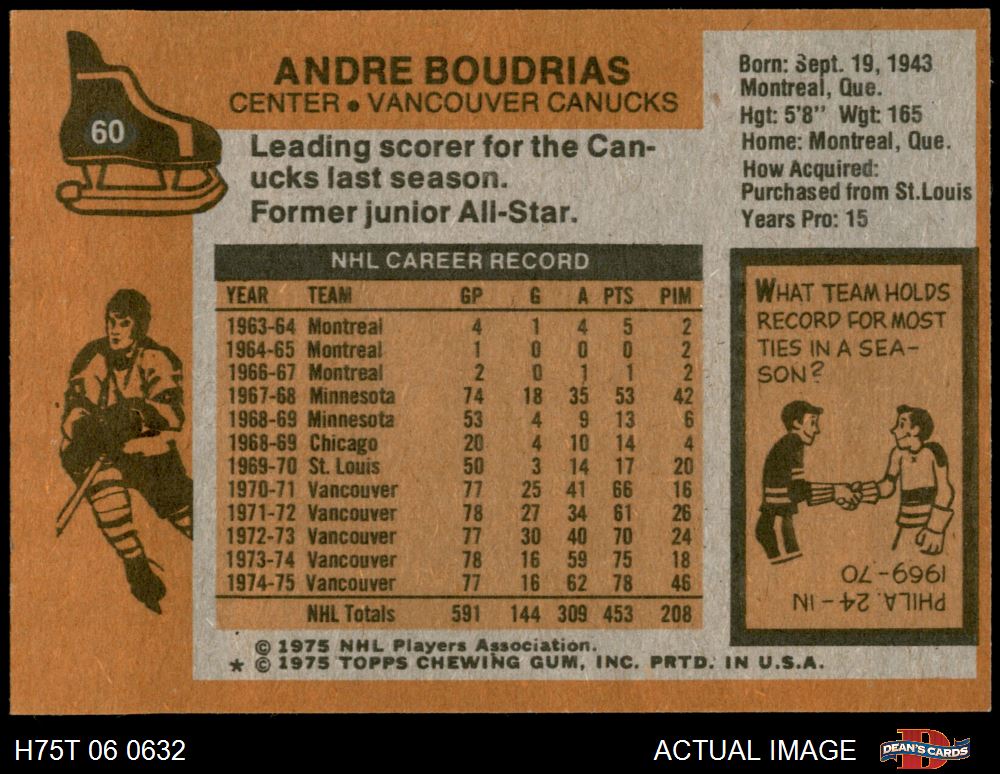 60
ANDRE BOUDRIAS
CENTER • VANCOUVER CANUCKS
Leading scorer for the Can-
ucks last season.
Former junior All-Star.
Born: Sept. 19, 1943
Montreal, Que.
Hgt: 5'8" Wgt: 165
Home: Montreal, Que.
How Acquired:
Purchased from St.Louis
Years Pro: 15
NHL CAREER RECORD
YEAR TEAM GP G A PTS PIM
1963-64 Montreal 4 1 4 5 2
1964-65 Montreal 1 0 0 0 2
1966-67 Montreal 2 0 1 1 2
1967-68 Minnesota 74 18 35 53 42
1968-69 Minnesota 53 4 9 13 6
1968-69 Chicago 20 4 10 14 4
1969-70 St. Louis 50 3 14 17 20
1970-71 Vancouver 77 25 41 66 16
1971-72 Vancouver 78 27 34 61 26
1972-73 Vancouver 77 30 40 70 24
1973-74 Vancouver 78 16 59 75 18
1974-75 Vancouver 77 16 62 78 46
NHL Totals 591 144 309 453 208
© 1975 NHL Players Association.
* © 1975 TOPPS CHEWING GUM, INC. PRTD. IN U.S.A.
WHAT TEAM HOLDS
RECORD FOR MOST
TIES IN A SEA-
SON?
PHILA. 24-IN
1969-70
H75T 06 0632
ACTUAL IMAGE
DEAN'S CARDS